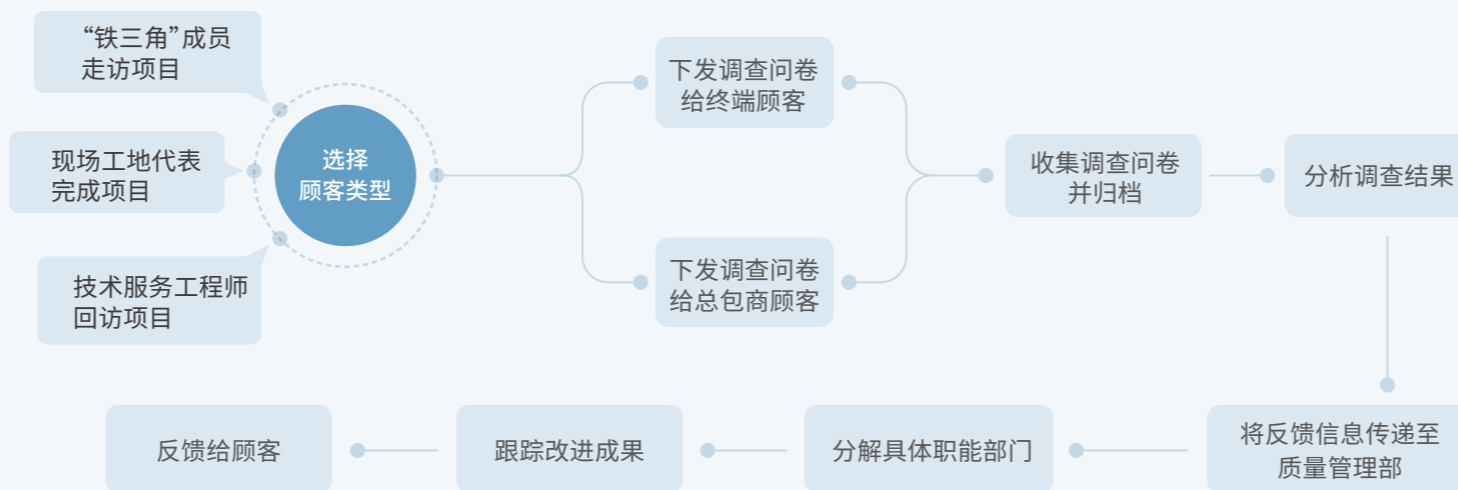 “铁三角”成员
走访项目
现场工地代表
完成项目
技术服务工程师
回访项目
选择
顾客类型
下发调查问卷
给终端顾客
下发调查问卷
给总包商顾客
收集调查问卷
并归档
分析调查结果
将反馈信息传递至
质量管理部
分解具体职能部门
跟踪改进成果
反馈给顾客